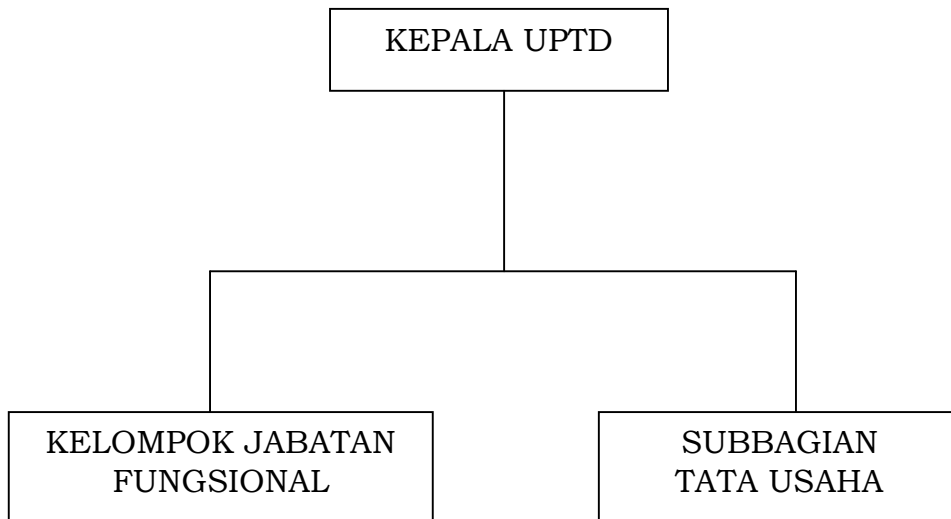 KEPALA UPTD
KELOMPOK JABATAN
FUNGSIONAL
SUBBAGIAN
TATA USAHA